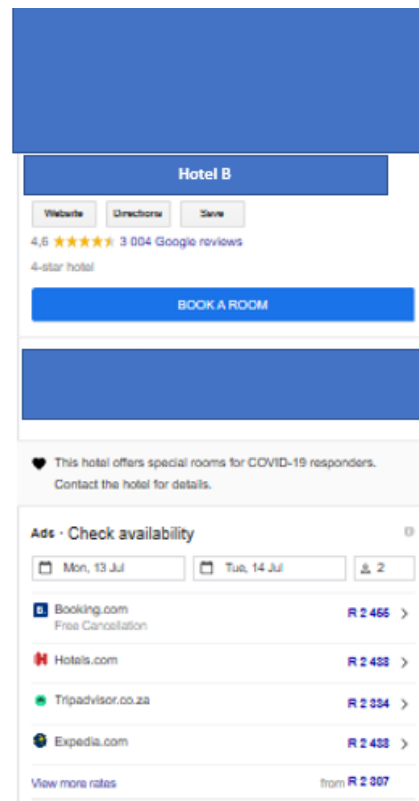 Hotel B
Website Directions Save
4,6 3 004 Google reviews
4-star hotel
BOOK A ROOM
This hotel offers special rooms for COVID-19 responders.
Contact the hotel for details.
Ads · Check availability
Mon, 13 Jul Tue, 14 Jul 2
B. Booking.com R 2 466
Free Cancellation
H Hotels.com R 2 438
Tripadvisor.co.za R 2 334
Expedia.com R 2 438
View more rates from R 2 307